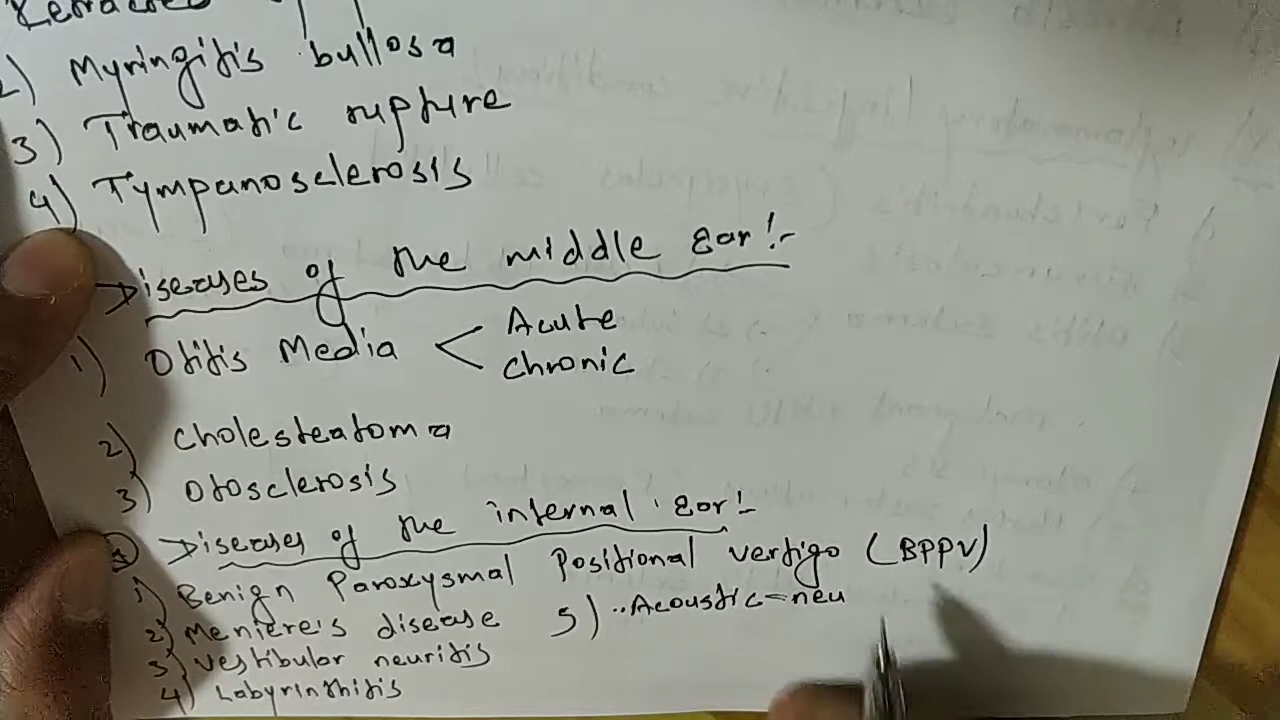 2) Myringitis bullosa
3) Traumatic rupture
4) Tympanosclerosis
Diseases of the middle ear:-
1) Otitis Media < Acute
chronic
2) cholesteatoma
3) Otosclerosis
Diseases of the internal ear:-
1) Benign Paroxysmal Positional vertigo (BPPV)
2) Meniere's disease 5) Acoustic neu
3) vestibular neuritis
4) Labyrinthitis